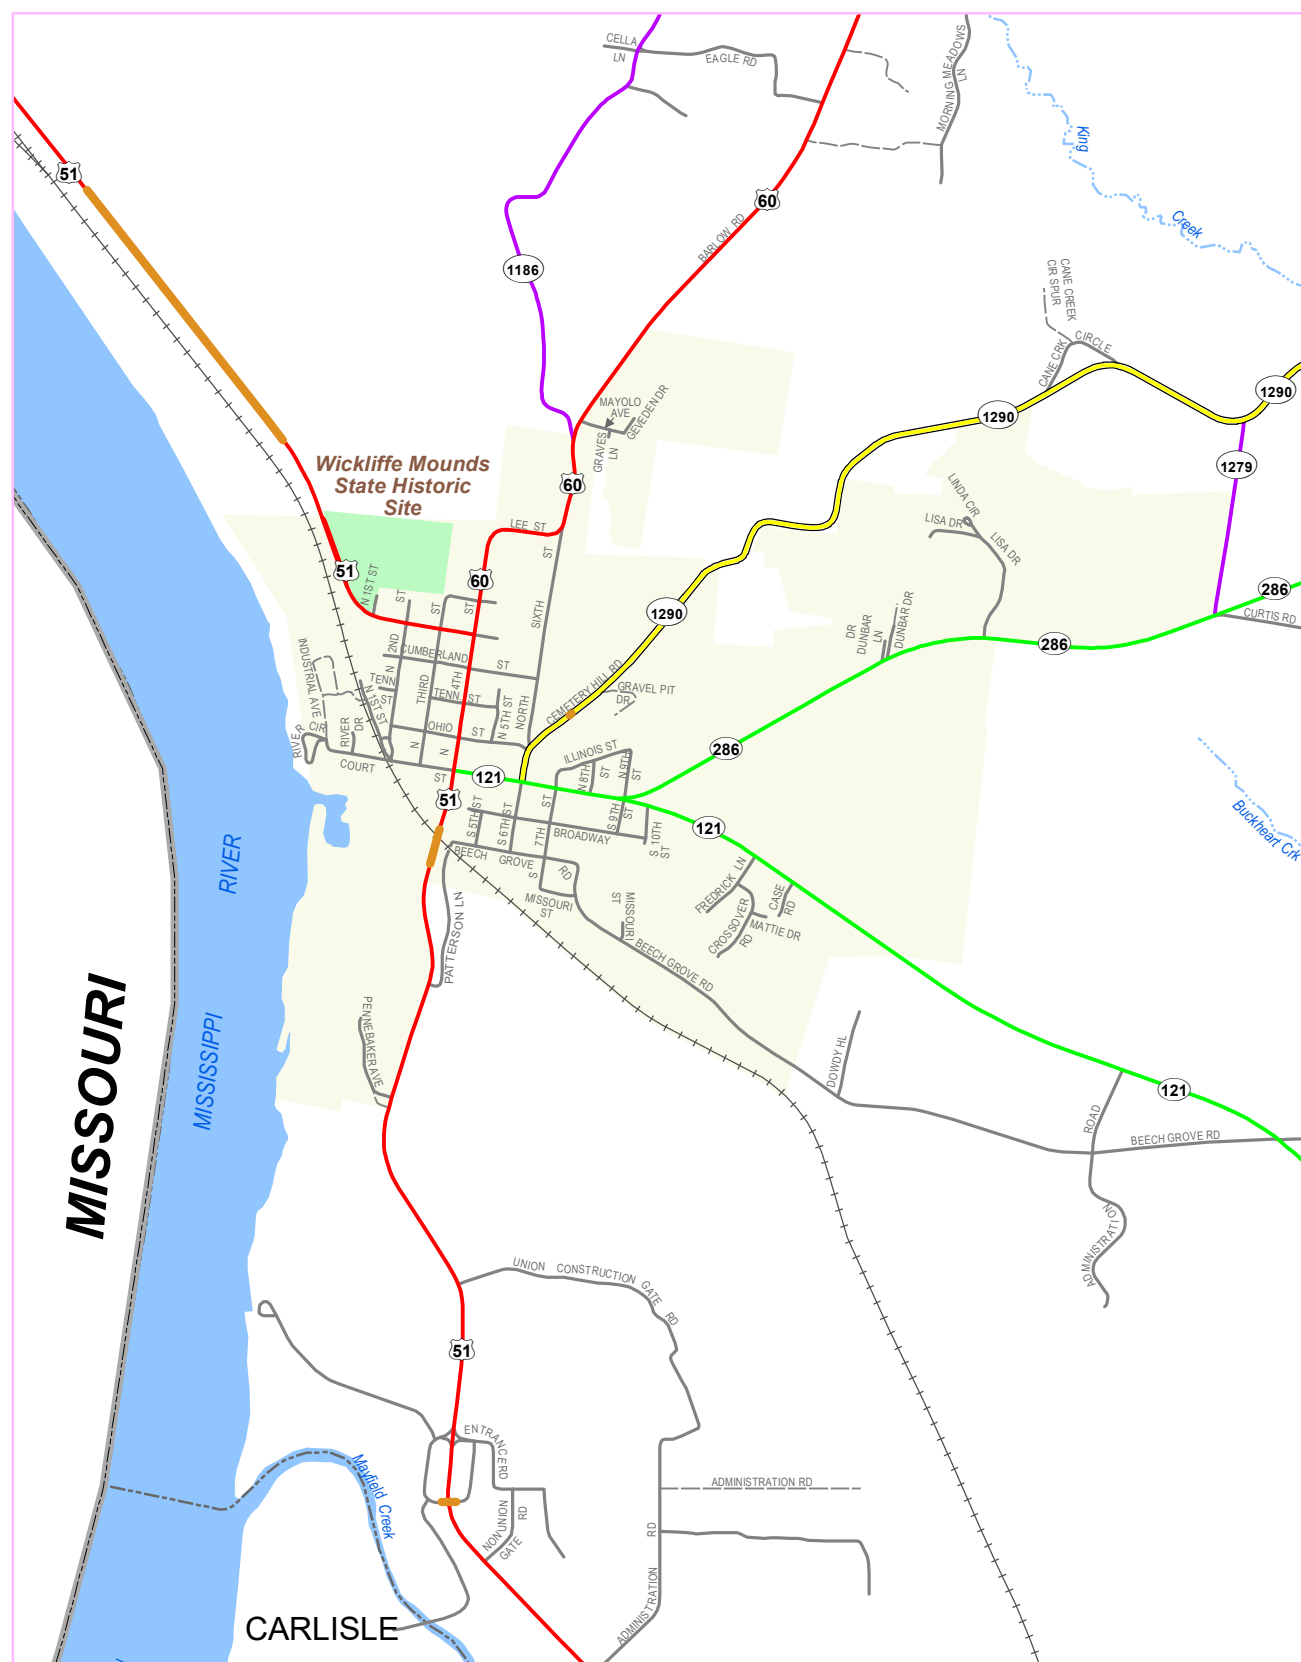 CELLA
LN
EAGLE RD
MORNING MEADOWS
LN
King
Creek
51
60
BARLOW RD
1186
CANE CREEK
CIR SPUR
CANE CRK
CIRCLE
1290
1290
1279
MAYOLO
AVE
GEVEDEN DR
GRAVES
LN
Wickliffe Mounds
State Historic
Site
60
LEE ST
LINDA CIR
LISA DR
LISA DR
51
N 1ST ST
60
SIXTH
ST
NORTH
1290
286
CURTIS RD
286
DUNBAR
LN
DR
DUNBAR DR
N 2ND
ST
THIRD
ST
N
4TH
ST
N
CUMBERLAND
ST
TENN
ST
TENN
ST
N 5TH ST
OHIO
ST
INDUSTRIAL AVE
N 1ST ST
RIVER
CIR
RIVER
DR
COURT
ST
CEMETERY HILL RD
GRAVEL PIT
DR
ILLINOIS ST
N 8TH
ST
N 9TH
ST
286
121
51
S 5TH ST
S 6TH ST
7TH
ST
S
BROADWAY
S 9TH
ST
S 10TH
ST
121
BEECH
GROVE
RD
MISSOURI
ST
MISSOURI
ST
FREDRICK LN
CASE
RD
MATTIE DR
CROSSOVER
RD
BEECH GROVE RD
PATTERSON LN
PENNEBAKER AVE
RIVER
MISSISSIPPI
MISSOURI
Buckheart Crk
DOWDY HL
121
ROAD
BEECH GROVE RD
ADMINISTRATI
ON
UNION CONSTRUCTION GATE RD
51
ENTRANCE RD
Mayfield Creek
NON UNION
GATE
RD
ADMINISTRATION RD
ADMINISTRATION
RD
CARLISLE